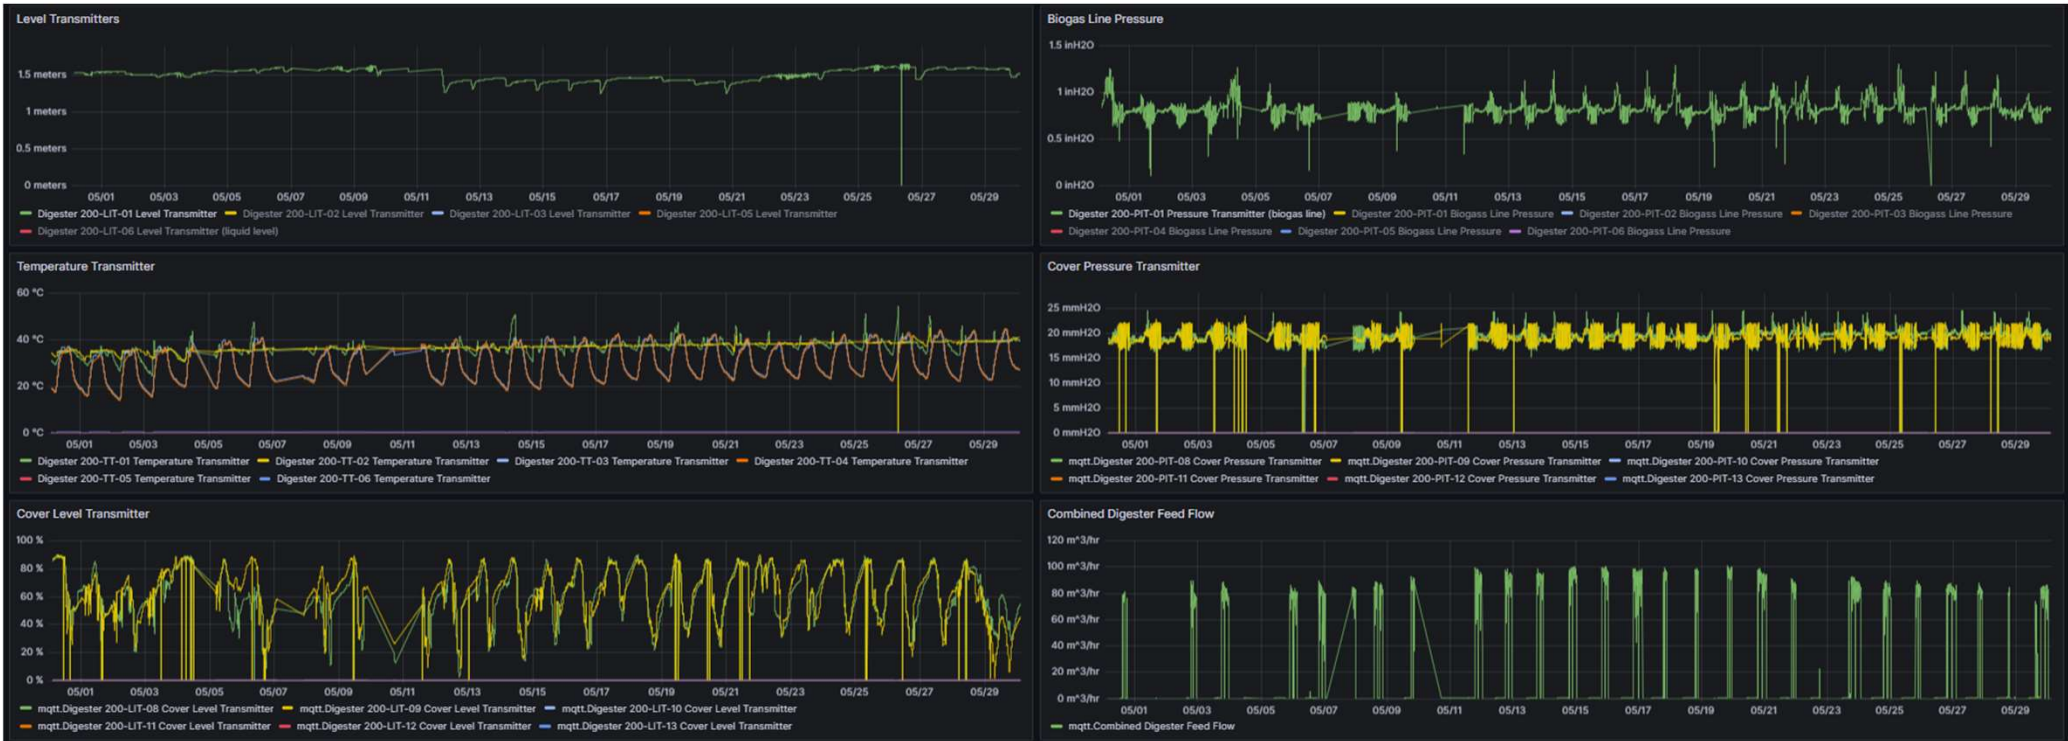 Level Transmitters
1.5 meters
1 meters
0.5 meters
0 meters
05/01 05/03 05/05 05/07 05/09 05/11 05/13 05/15 05/17 05/19 05/21 05/23 05/25 05/27 05/29
Digester 200-LIT-01 Level Transmitter Digester 200-LIT-02 Level Transmitter Digester 200-LIT-03 Level Transmitter Digester 200-LIT-05 Level Transmitter
Digester 200-LIT-06 Level Transmitter (liquid level)
Biogas Line Pressure
1.5 inH2O
1 inH2O
0.5 inH2O
0 inH2O
05/01 05/03 05/05 05/07 05/09 05/11 05/13 05/15 05/17 05/19 05/21 05/23 05/25 05/27 05/29
Digester 200-PIT-01 Pressure Transmitter (biogas line) Digester 200-PIT-01 Biogass Line Pressure Digester 200-PIT-02 Biogass Line Pressure Digester 200-PIT-03 Biogass Line Pressure
Digester 200-PIT-04 Biogass Line Pressure Digester 200-PIT-05 Biogass Line Pressure Digester 200-PIT-06 Biogass Line Pressure
Temperature Transmitter
60 °C
40 °C
20 °C
0 °C
05/01 05/03 05/05 05/07 05/09 05/11 05/13 05/15 05/17 05/19 05/21 05/23 05/25 05/27 05/29
Digester 200-TT-01 Temperature Transmitter Digester 200-TT-02 Temperature Transmitter Digester 200-TT-03 Temperature Transmitter Digester 200-TT-04 Temperature Transmitter
Digester 200-TT-05 Temperature Transmitter Digester 200-TT-06 Temperature Transmitter
Cover Pressure Transmitter
25 mmH2O
20 mmH2O
15 mmH2O
10 mmH2O
5 mmH2O
0 mmH2O
05/01 05/03 05/05 05/07 05/09 05/11 05/13 05/15 05/17 05/19 05/21 05/23 05/25 05/27 05/29
mqtt.Digester 200-PIT-08 Cover Pressure Transmitter mqtt.Digester 200-PIT-09 Cover Pressure Transmitter mqtt.Digester 200-PIT-10 Cover Pressure Transmitter
mqtt.Digester 200-PIT-11 Cover Pressure Transmitter mqtt.Digester 200-PIT-12 Cover Pressure Transmitter mqtt.Digester 200-PIT-13 Cover Pressure Transmitter
Cover Level Transmitter
100 %
80 %
60 %
40 %
20 %
0 %
05/01 05/03 05/05 05/07 05/09 05/11 05/13 05/15 05/17 05/19 05/21 05/23 05/25 05/27 05/29
mqtt.Digester 200-LIT-08 Cover Level Transmitter mqtt.Digester 200-LIT-09 Cover Level Transmitter mqtt.Digester 200-LIT-10 Cover Level Transmitter
mqtt.Digester 200-LIT-11 Cover Level Transmitter mqtt.Digester 200-LIT-12 Cover Level Transmitter mqtt.Digester 200-LIT-13 Cover Level Transmitter
Combined Digester Feed Flow
120 m^3/hr
100 m^3/hr
80 m^3/hr
60 m^3/hr
40 m^3/hr
20 m^3/hr
0 m^3/hr
05/01 05/03 05/05 05/07 05/09 05/11 05/13 05/15 05/17 05/19 05/21 05/23 05/25 05/27 05/29
mqtt.Combined Digester Feed Flow